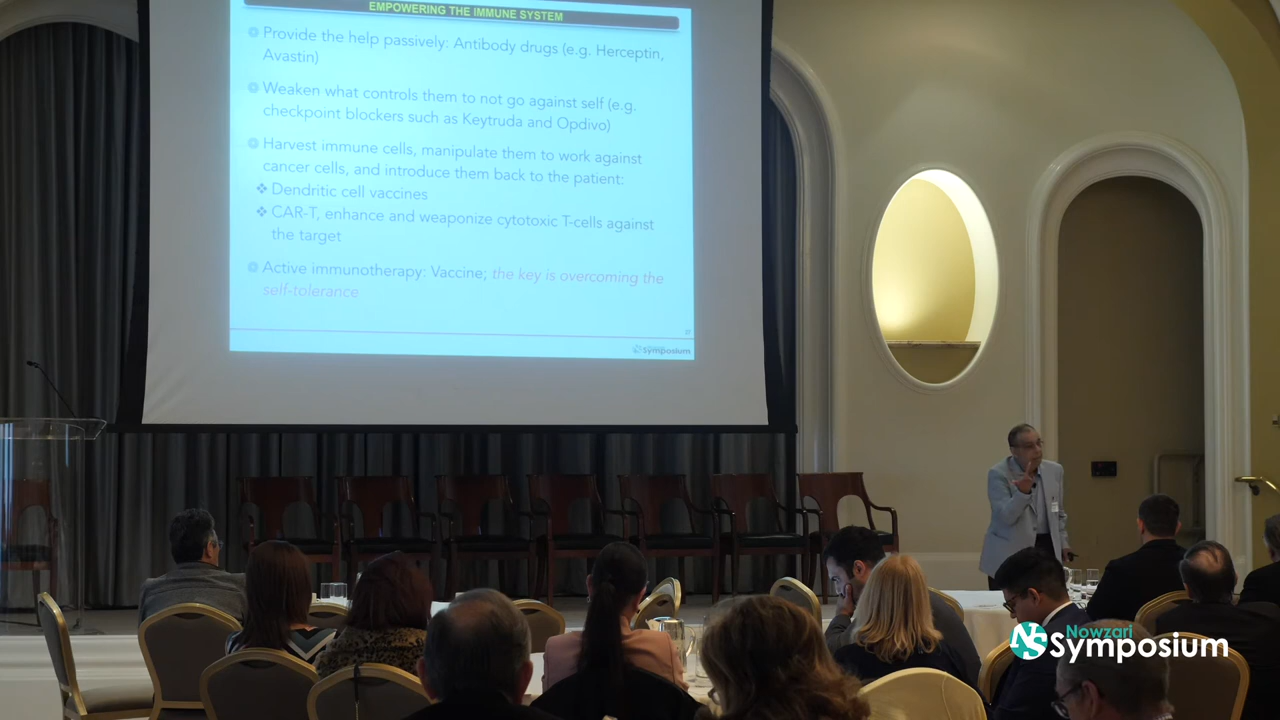 EMPOWERING THE IMMUNE SYSTEM
Provide the help passively: Antibody drugs (e.g. Herceptin,
Avastin)
Weaken what controls them to not go against self (e.g.
checkpoint blockers such as Keytruda and Opdivo)
Harvest immune cells, manipulate them to work against
cancer cells, and introduce them back to the patient:
Dendritic cell vaccines
CAR-T, enhance and weaponize cytotoxic T-cells against
the target
Active immunotherapy: Vaccine; the key is overcoming the
self-tolerance
Symposium
NS Nowzari
Symposium